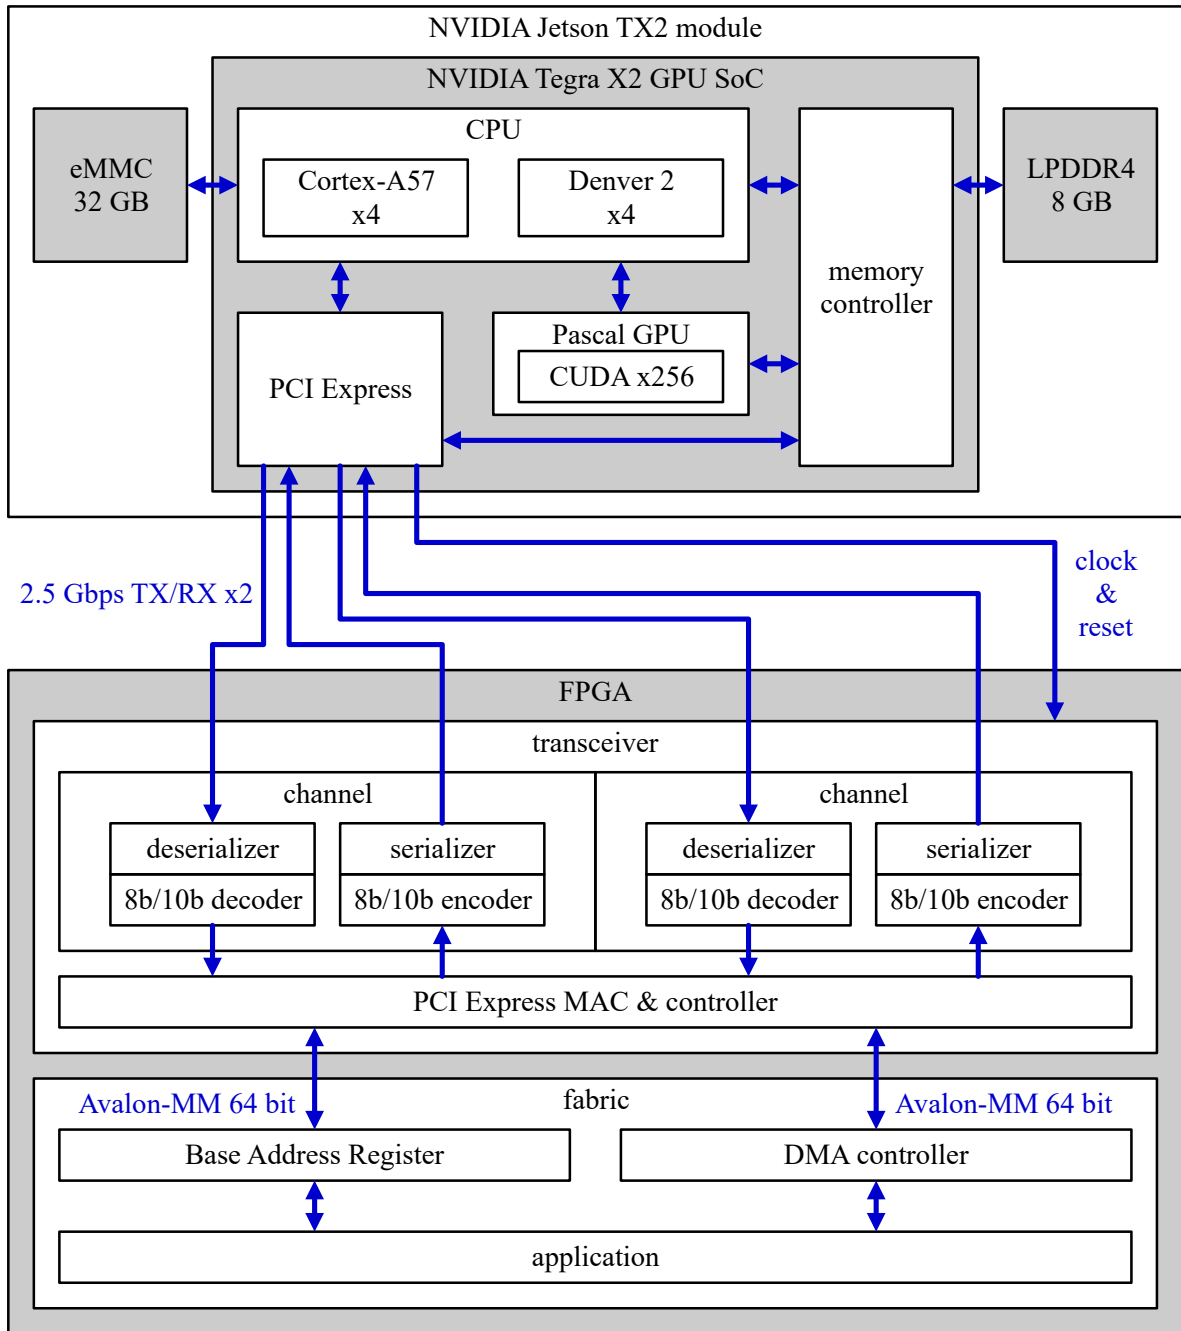 NVIDIA Jetson TX2 module
NVIDIA Tegra X2 GPU SoC
CPU
eMMC
32 GB
Cortex-A57
x4
Denver 2
x4
LPDDR4
8 GB
memory
controller
Pascal GPU
CUDA x256
PCI Express
2.5 Gbps TX/RX x2
clock
&
reset
FPGA
transceiver
channel
channel
deserializer
serializer
deserializer
serializer
8b/10b decoder
8b/10b encoder
8b/10b decoder
8b/10b encoder
PCI Express MAC & controller
Avalon-MM 64 bit
fabric
Avalon-MM 64 bit
Base Address Register
DMA controller
application